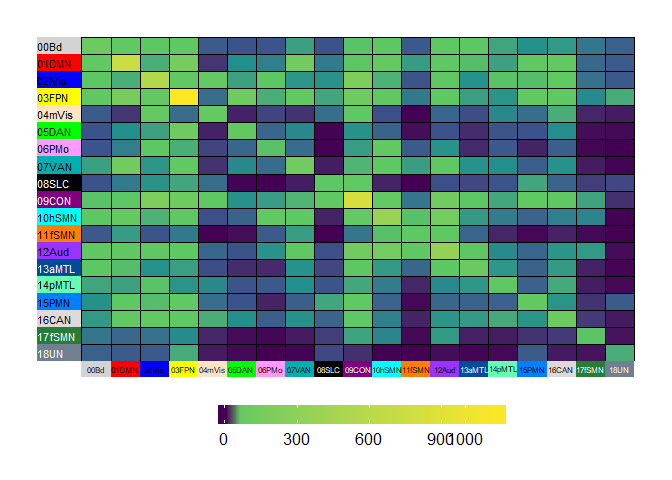 00Bd
01DMN
02Vis
03FPN
04mVis
05DAN
06PMo
07VAN
08SLC
09CON
10hSMN
11fSMN
12Aud
13aMTL
14pMTL
15PMN
16CAN
17fSMN
18UN
00Bd 01DMN 02Vis 03FPN 04mVis 05DAN 06PMo 07VAN 08SLC 09CON 10hSMN 11fSMN 12Aud 13aMTL 14pMTL 15PMN 16CAN 17fSMN 18UN
0 300 600 900 1000